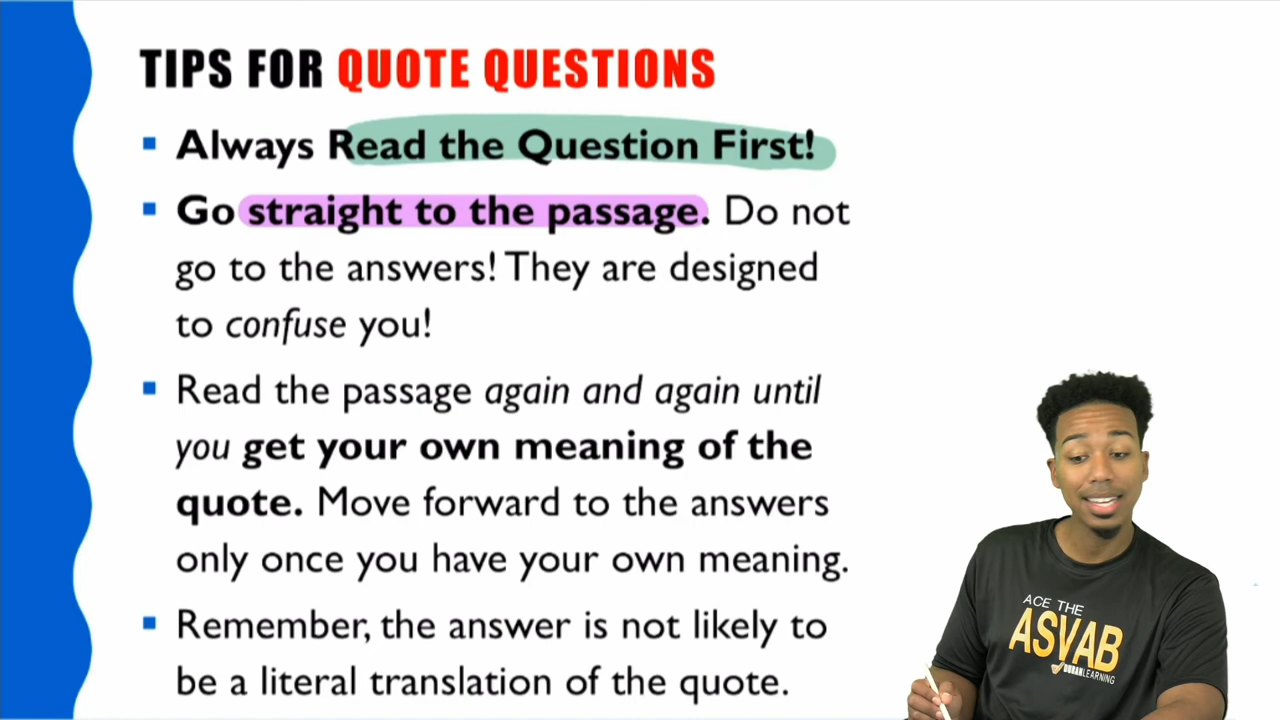 TIPS FOR QUOTE QUESTIONS
▪ Always Read the Question First!
▪ Go straight to the passage. Do not
go to the answers! They are designed
to confuse you!
▪ Read the passage again and again until
you get your own meaning of the
quote. Move forward to the answers
only once you have your own meaning.
▪ Remember, the answer is not likely to
be a literal translation of the quote.
ACE THE
ASVAB
DURANLEARNING